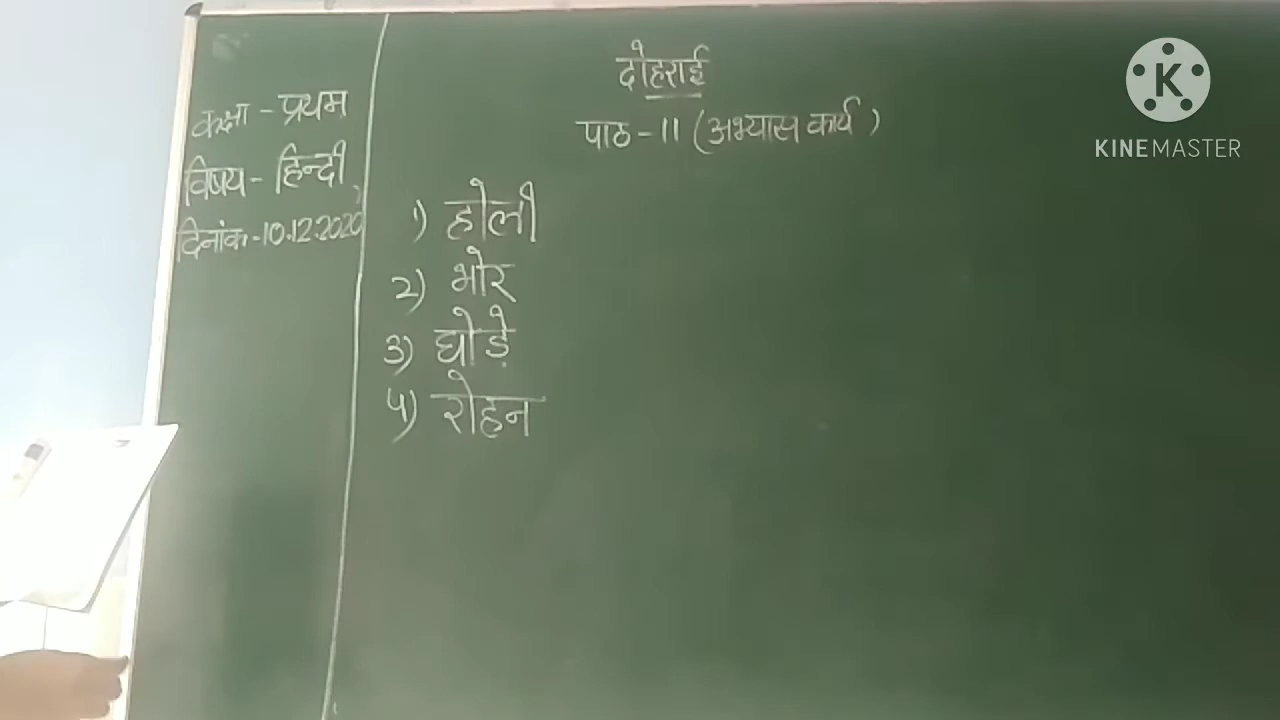 कक्षा - प्रथम
विषय - हिन्दी
दिनांक - 10.12.2020
दोहराई
पाठ - 11 (अभ्यास कार्य)
1) होली
2) भोर
3) घोड़े
4) रोहन
K
KINEMASTER